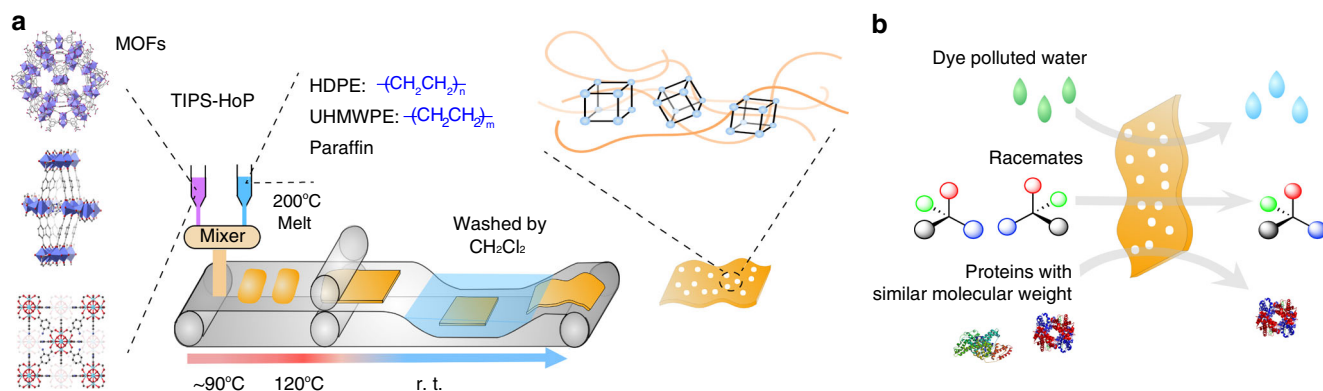 a
MOFs
TIPS-HoP
HDPE: -(CH₂CH₂)ₙ-
UHMWPE: -(CH₂CH₂)ₘ-
Paraffin
200°C
Melt
Mixer
Washed by
CH₂Cl₂
~90°C
120°C
r. t.
b
Dye polluted water
Racemates
Proteins with
similar molecular weight